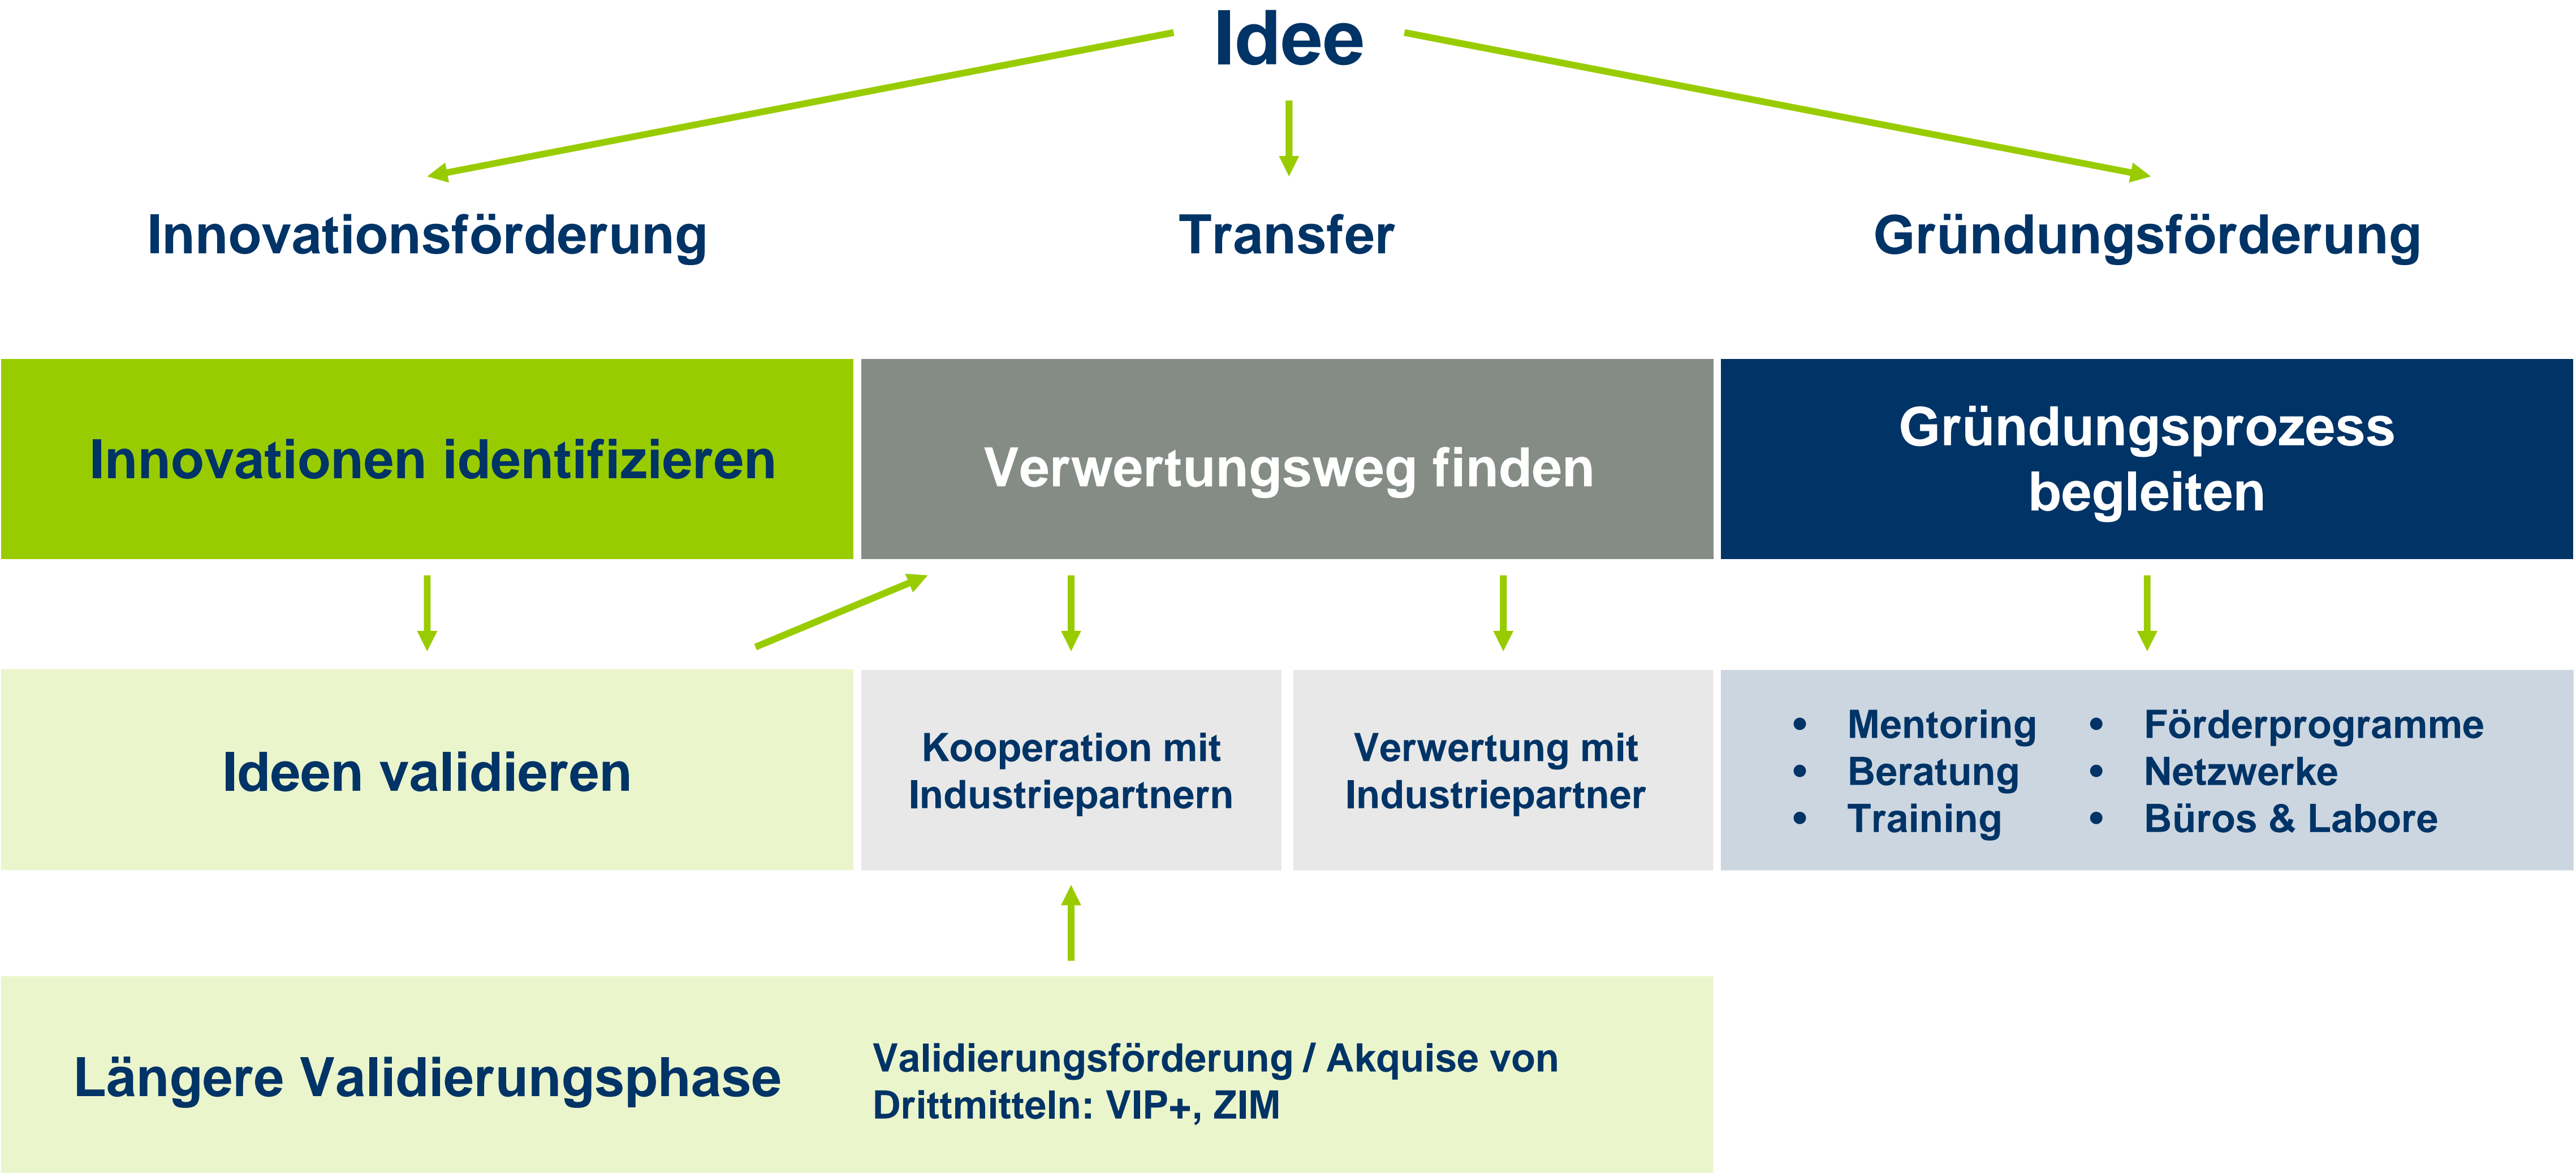 Idee
Innovationsförderung
Transfer
Gründungsförderung
Innovationen identifizieren
Verwertungsweg finden
Gründungsprozess
begleiten
Ideen validieren
Kooperation mit
Industriepartnern
Verwertung mit
Industriepartner
• Mentoring
• Beratung
• Training
• Förderprogramme
• Netzwerke
• Büros & Labore
Längere Validierungsphase
Validierungsförderung / Akquise von
Drittmitteln: VIP+, ZIM